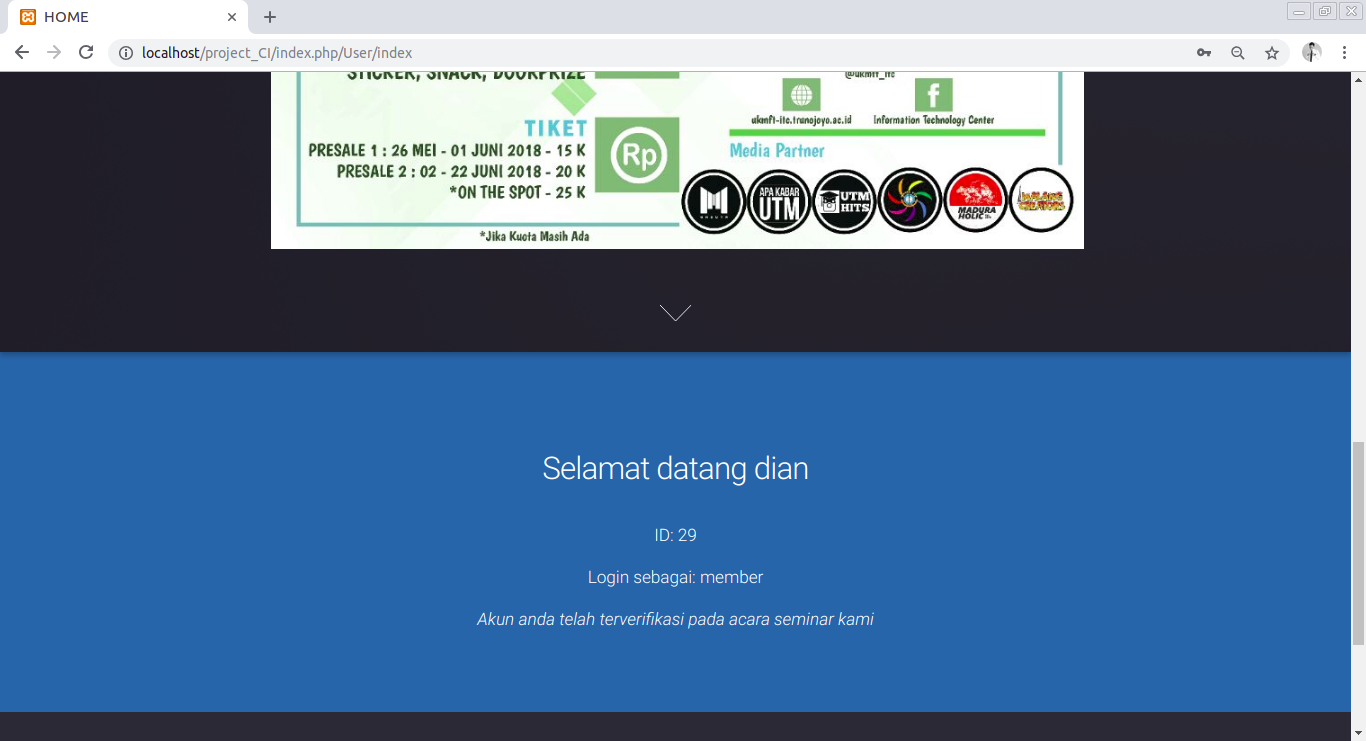 HOME
localhost/project_CI/index.php/User/index
STICKER, SNACK, DOORPRIZE
@ukmft_itc
ukmft-itc.trunojoyo.ac.id
Information Technology Center
TIKET
PRESALE 1 : 26 MEI - 01 JUNI 2018 - 15 K
PRESALE 2 : 02 - 22 JUNI 2018 - 20 K
*ON THE SPOT - 25 K
Rp
*Jika Kuota Masih Ada
Media Partner
APA KABAR
UTM
UTM
HITS
MADURA
HOLIC
MALANG
CREATORS
Selamat datang dian
ID: 29
Login sebagai: member
Akun anda telah terverifikasi pada acara seminar kami